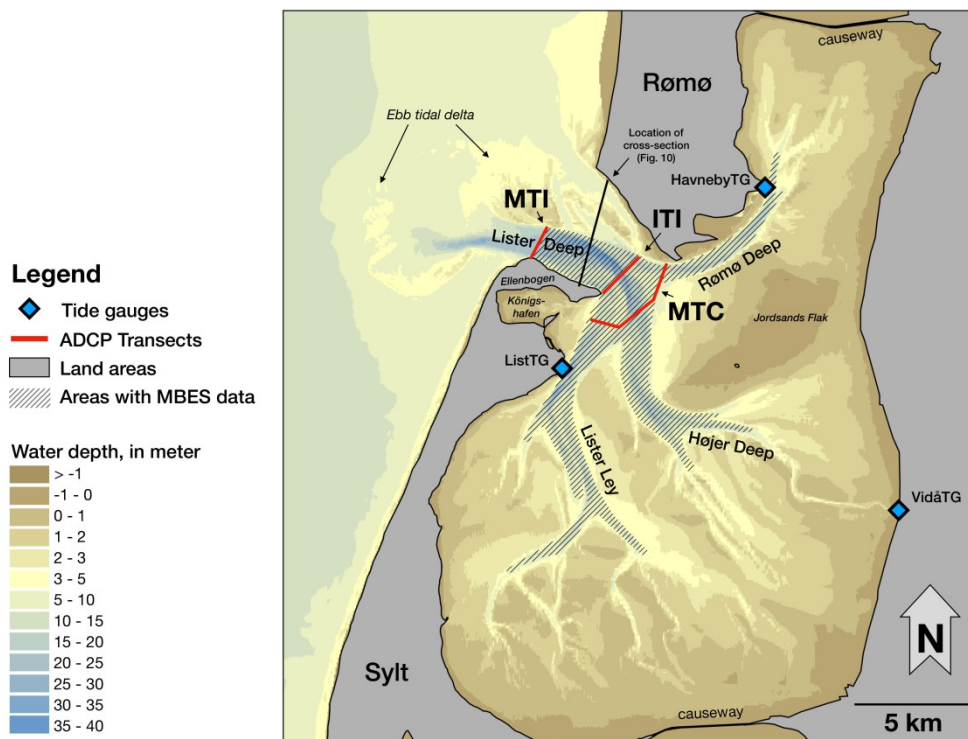 Legend
Tide gauges
ADCP Transects
Land areas
Areas with MBES data
Water depth, in meter
> -1
-1 - 0
0 - 1
1 - 2
2 - 3
3 - 5
5 - 10
10 - 15
15 - 20
20 - 25
25 - 30
30 - 35
35 - 40
causeway
Rømø
Ebb tidal delta
Location of
cross-section
(Fig. 10)
HavnebyTG
MTI
ITI
Lister Deep
Rømø Deep
Ellenbogen
Königs-
hafen
MTC
Jordsands Flak
ListTG
Højer Deep
Lister Ley
VidåTG
N
Sylt
causeway
5 km